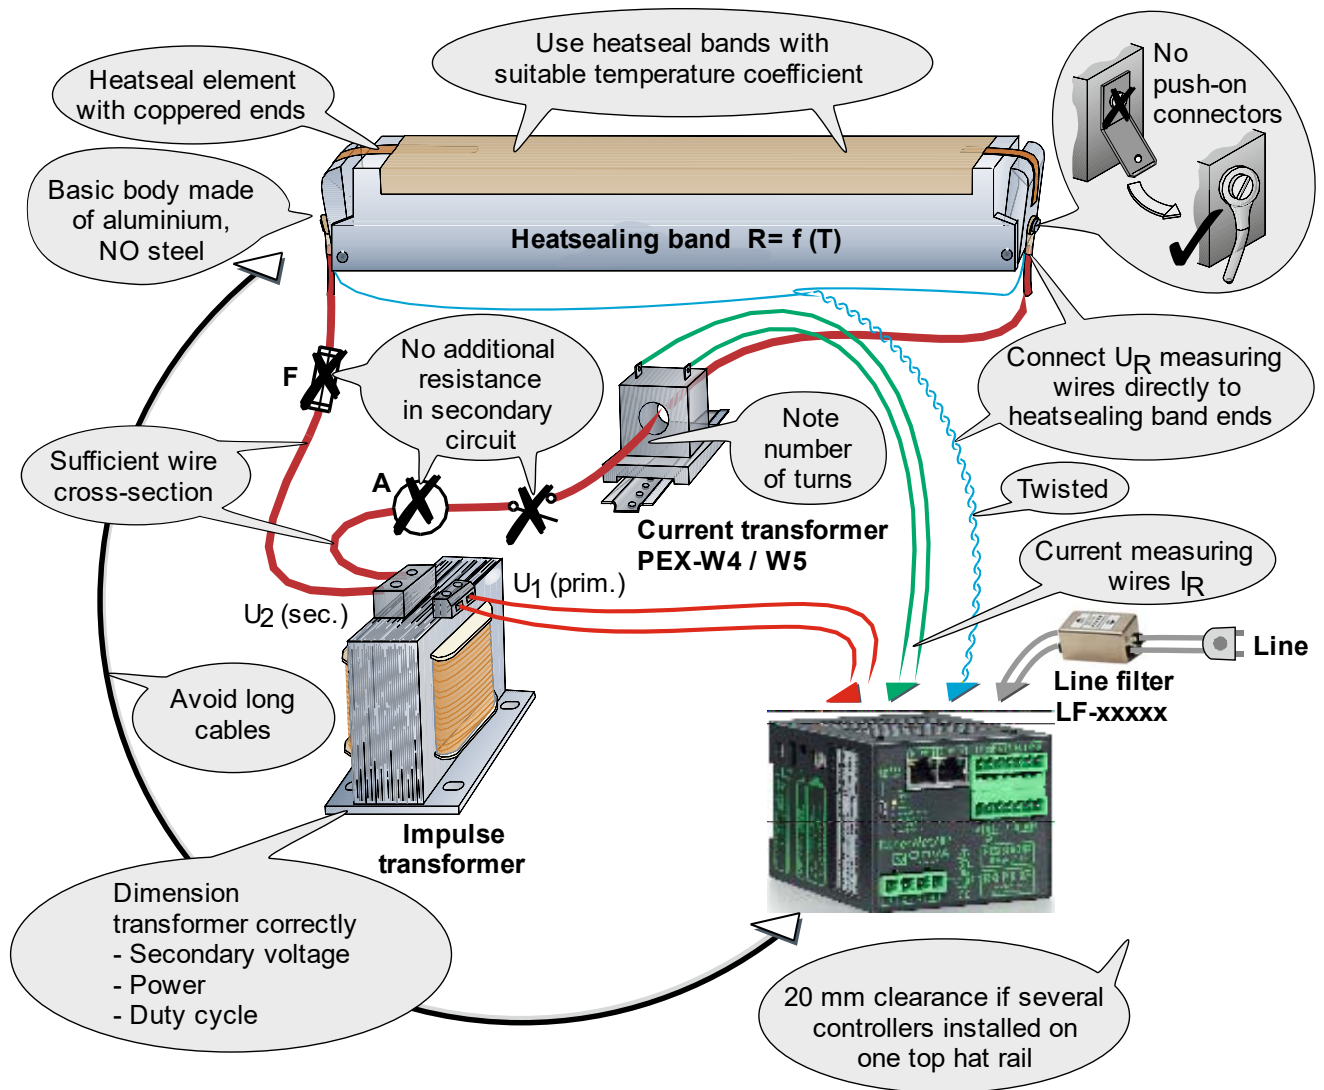 Use heatseal bands with
suitable temperature coefficient
Heatseal element
with coppered ends
No
push-on
connectors
Basic body made
of aluminium,
NO steel
Heatsealing band R= f (T)
F
No additional
resistance
in secondary
circuit
Connect UR measuring
wires directly to
heatsealing band ends
Note
number
of turns
Sufficient wire
cross-section
A
Twisted
Current transformer
PEX-W4 / W5
Current measuring
wires IR
U1 (prim.)
U2 (sec.)
Line
Line filter
LF-xxxxx
Avoid long
cables
Impulse
transformer
Dimension
transformer correctly
- Secondary voltage
- Power
- Duty cycle
20 mm clearance if several
controllers installed on
one top hat rail